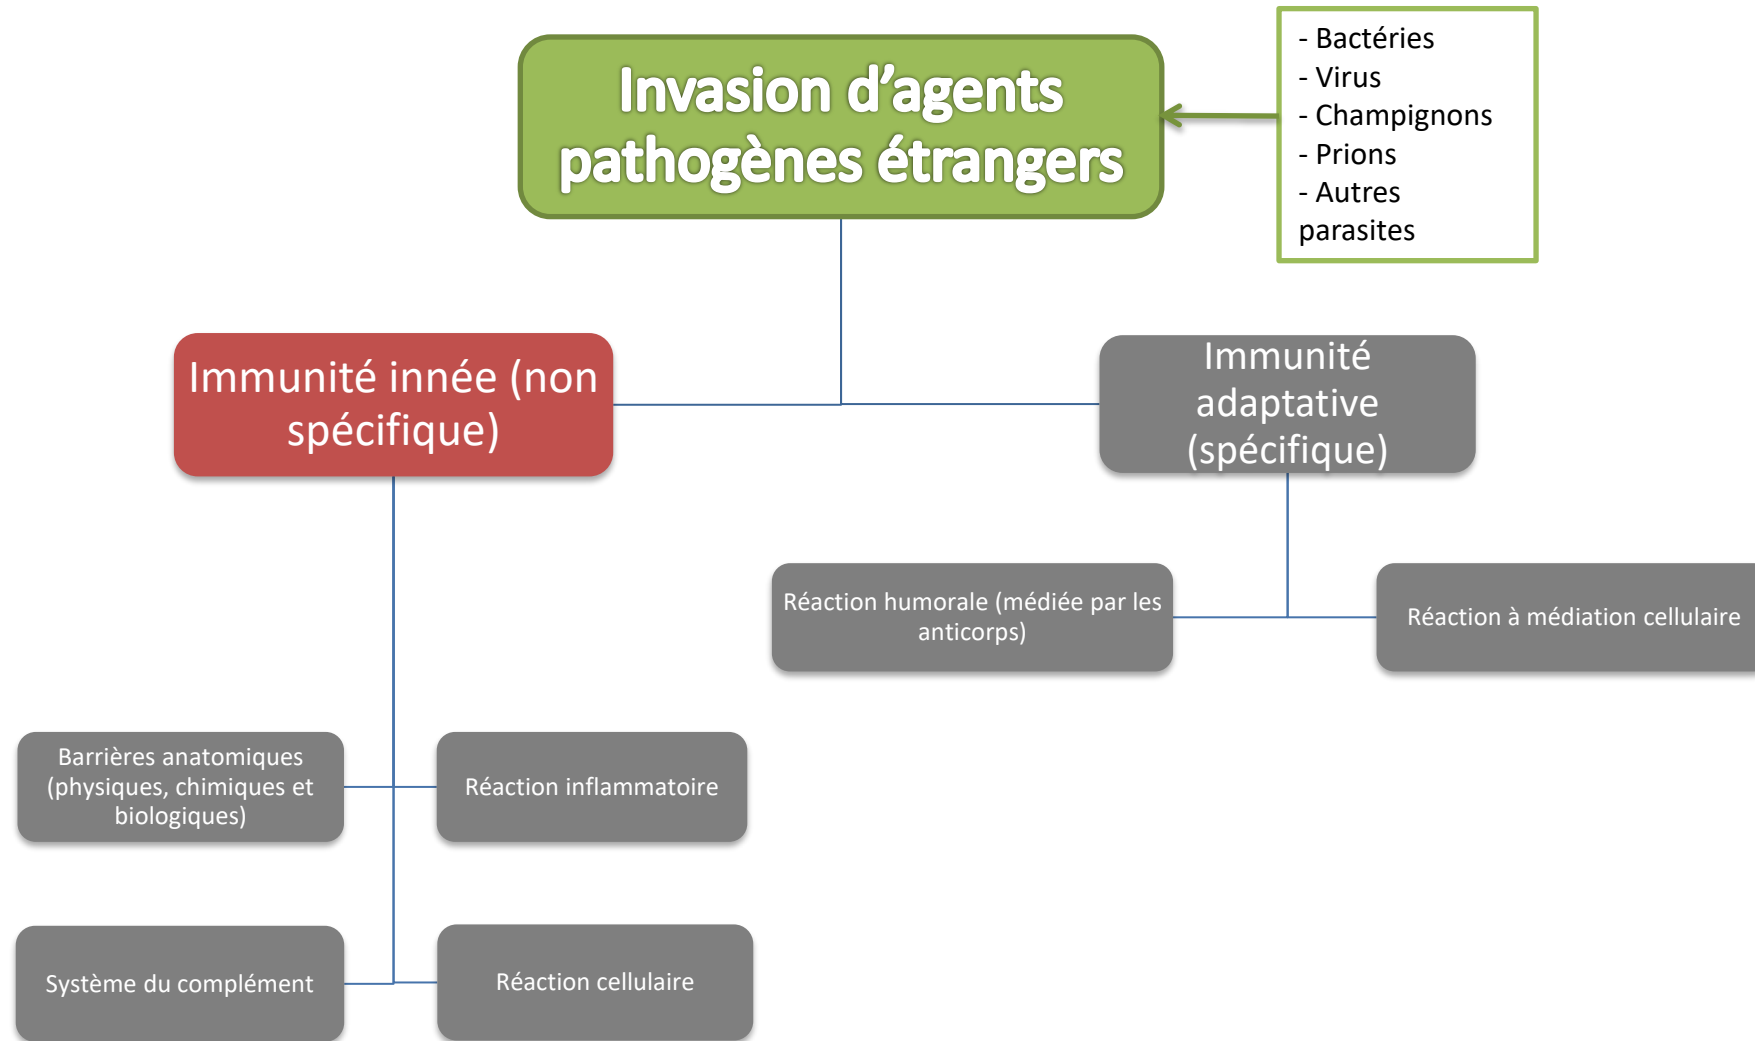 Invasion d’agents
pathogènes étrangers
- Bactéries
- Virus
- Champignons
- Prions
- Autres
parasites
Immunité innée (non
spécifique)
Immunité
adaptative
(spécifique)
Réaction humorale (médiée par les
anticorps)
Réaction à médiation cellulaire
Barrières anatomiques
(physiques, chimiques et
biologiques)
Réaction inflammatoire
Système du complément
Réaction cellulaire